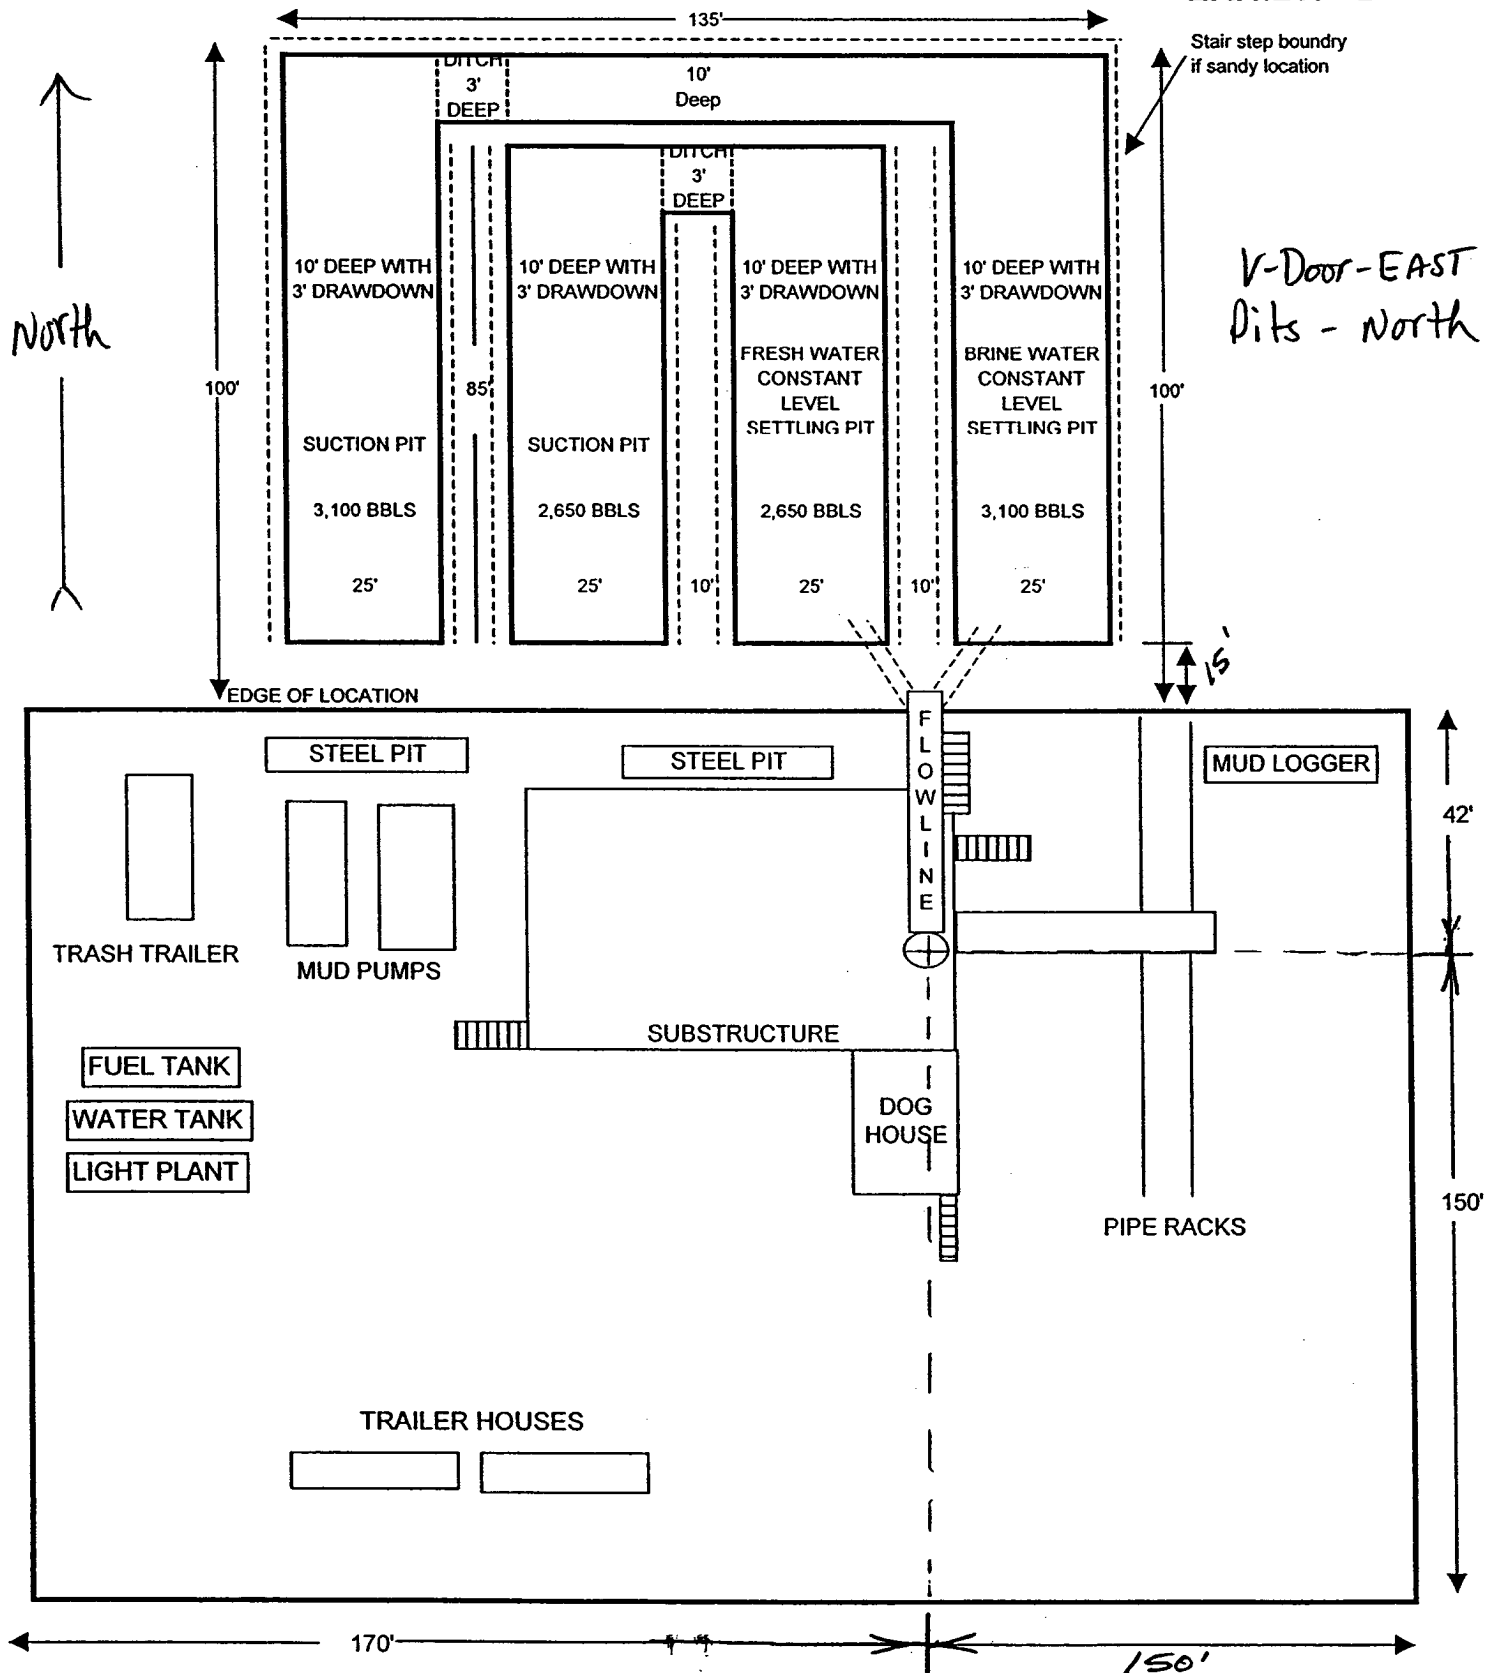 135'
Stair step boundry
if sandy location
DITCH
3'
DEEP
10'
Deep
DITCH
3'
DEEP
North
V-Door-EAST
Pits - North
10' DEEP WITH
3' DRAWDOWN
10' DEEP WITH
3' DRAWDOWN
10' DEEP WITH
3' DRAWDOWN
10' DEEP WITH
3' DRAWDOWN
100'
85'
100'
SUCTION PIT
SUCTION PIT
FRESH WATER
CONSTANT
LEVEL
SETTLING PIT
BRINE WATER
CONSTANT
LEVEL
SETTLING PIT
3,100 BBLS
2,650 BBLS
2,650 BBLS
3,100 BBLS
25'
25'
10'
25'
10'
25'
15'
EDGE OF LOCATION
STEEL PIT
STEEL PIT
FLOWLINE
MUD LOGGER
42'
TRASH TRAILER
MUD PUMPS
SUBSTRUCTURE
FUEL TANK
WATER TANK
LIGHT PLANT
DOG
HOUSE
PIPE RACKS
150'
TRAILER HOUSES
170'
150'